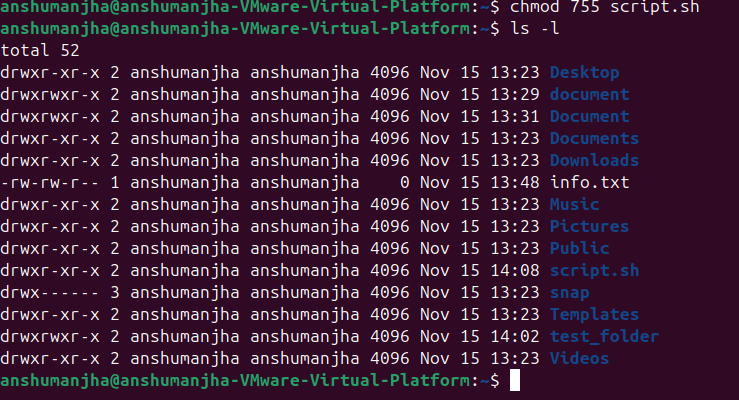 anshumanjha@anshumanjha-VMware-Virtual-Platform:~$ chmod 755 script.sh
anshumanjha@anshumanjha-VMware-Virtual-Platform:~$ ls -l
total 52
drwxr-xr-x 2 anshumanjha anshumanjha 4096 Nov 15 13:23 Desktop
drwxrwxr-x 2 anshumanjha anshumanjha 4096 Nov 15 13:29 document
drwxrwxr-x 2 anshumanjha anshumanjha 4096 Nov 15 13:31 Document
drwxr-xr-x 2 anshumanjha anshumanjha 4096 Nov 15 13:23 Documents
drwxr-xr-x 2 anshumanjha anshumanjha 4096 Nov 15 13:23 Downloads
-rw-rw-r-- 1 anshumanjha anshumanjha    0 Nov 15 13:48 info.txt
drwxr-xr-x 2 anshumanjha anshumanjha 4096 Nov 15 13:23 Music
drwxr-xr-x 2 anshumanjha anshumanjha 4096 Nov 15 13:23 Pictures
drwxr-xr-x 2 anshumanjha anshumanjha 4096 Nov 15 13:23 Public
drwxr-xr-x 2 anshumanjha anshumanjha 4096 Nov 15 14:08 script.sh
drwx------ 3 anshumanjha anshumanjha 4096 Nov 15 13:23 snap
drwxr-xr-x 2 anshumanjha anshumanjha 4096 Nov 15 13:23 Templates
drwxrwxr-x 2 anshumanjha anshumanjha 4096 Nov 15 14:02 test_folder
drwxr-xr-x 2 anshumanjha anshumanjha 4096 Nov 15 13:23 Videos
anshumanjha@anshumanjha-VMware-Virtual-Platform:~$